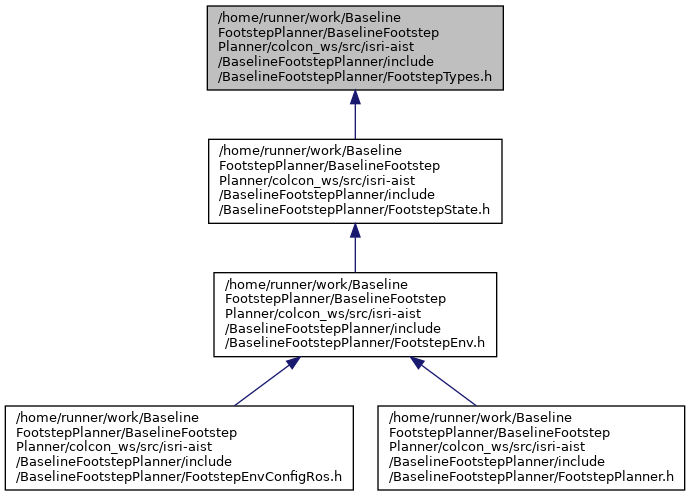 /home/runner/work/Baseline
FootstepPlanner/BaselineFootstep
Planner/colcon_ws/src/isri-aist
/BaselineFootstepPlanner/include
/BaselineFootstepPlanner/FootstepTypes.h
/home/runner/work/Baseline
FootstepPlanner/BaselineFootstep
Planner/colcon_ws/src/isri-aist
/BaselineFootstepPlanner/include
/BaselineFootstepPlanner/FootstepState.h
/home/runner/work/Baseline
FootstepPlanner/BaselineFootstep
Planner/colcon_ws/src/isri-aist
/BaselineFootstepPlanner/include
/BaselineFootstepPlanner/FootstepEnv.h
/home/runner/work/Baseline
FootstepPlanner/BaselineFootstep
Planner/colcon_ws/src/isri-aist
/BaselineFootstepPlanner/include
/BaselineFootstepPlanner/FootstepEnvConfigRos.h
/home/runner/work/Baseline
FootstepPlanner/BaselineFootstep
Planner/colcon_ws/src/isri-aist
/BaselineFootstepPlanner/include
/BaselineFootstepPlanner/FootstepPlanner.h